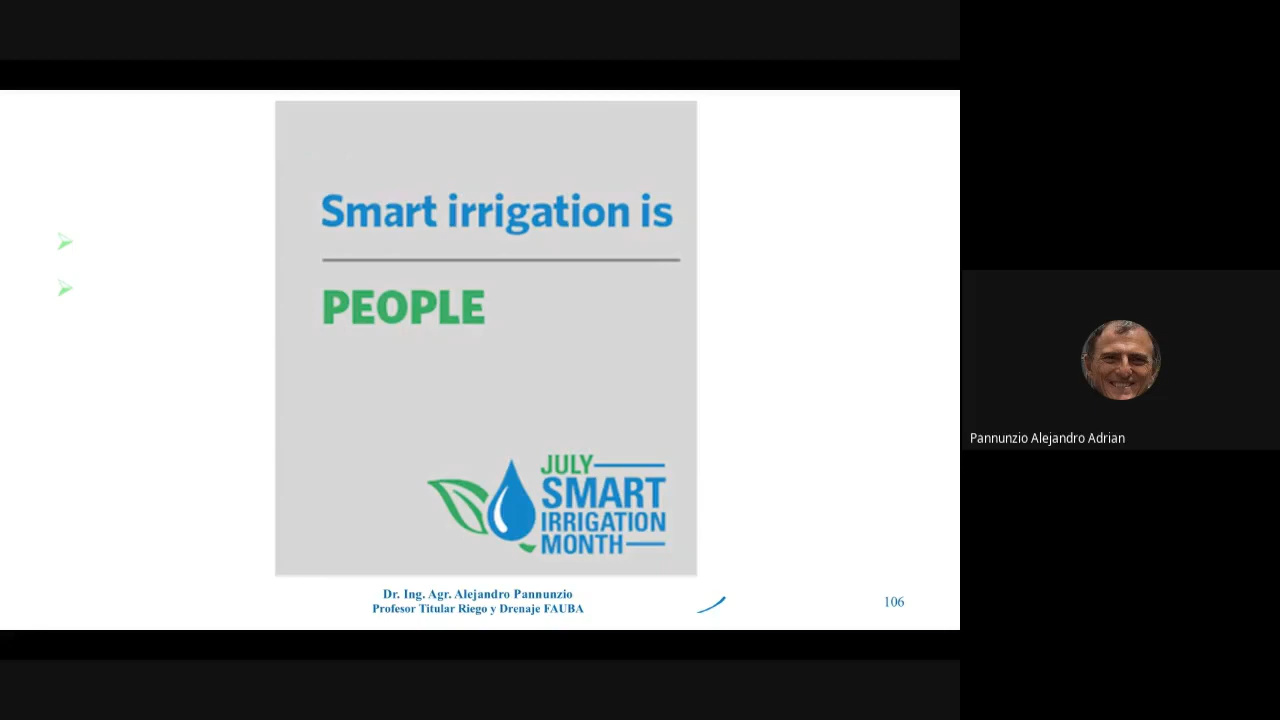 Smart irrigation is
PEOPLE
JULY
SMART
IRRIGATION
MONTH
Dr. Ing. Agr. Alejandro Pannunzio
Profesor Titular Riego y Drenaje FAUBA
106
Pannunzio Alejandro Adrian